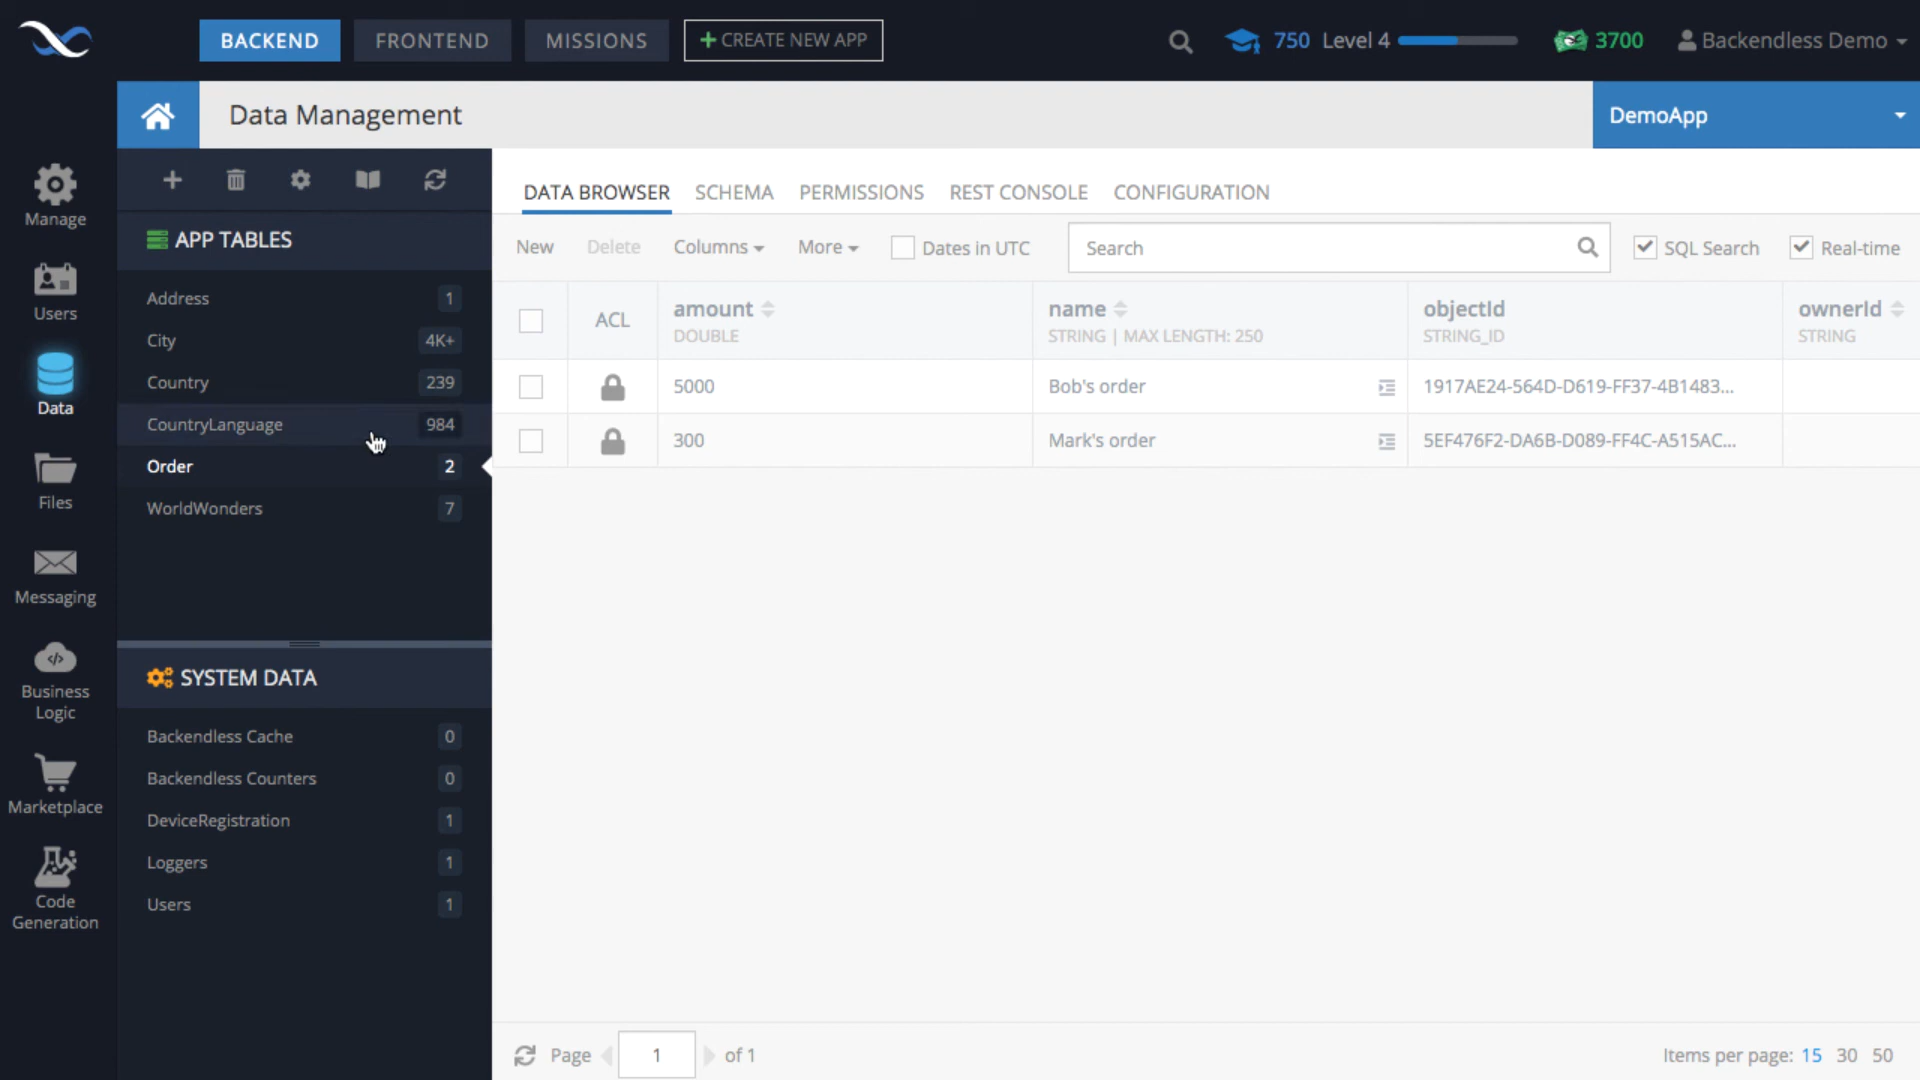 BACKEND FRONTEND MISSIONS + CREATE NEW APP 750 Level 4 3700 Backendless Demo
Data Management DemoApp
Manage
Users
Data
Files
Messaging
Business
Logic
Marketplace
Code
Generation
APP TABLES
Address 1
City 4K+
Country 239
CountryLanguage 984
Order 2
WorldWonders 7
SYSTEM DATA
Backendless Cache 0
Backendless Counters 0
DeviceRegistration 1
Loggers 1
Users 1
DATA BROWSER SCHEMA PERMISSIONS REST CONSOLE CONFIGURATION
New Delete Columns More Dates in UTC Search SQL Search Real-time
ACL amount name objectId ownerId
DOUBLE STRING | MAX LENGTH: 250 STRING_ID STRING
5000 Bob's order 1917AE24-564D-D619-FF37-4B1483...
300 Mark's order 5EF476F2-DA6B-D089-FF4C-A515AC...
Page 1 of 1 Items per page: 15 30 50